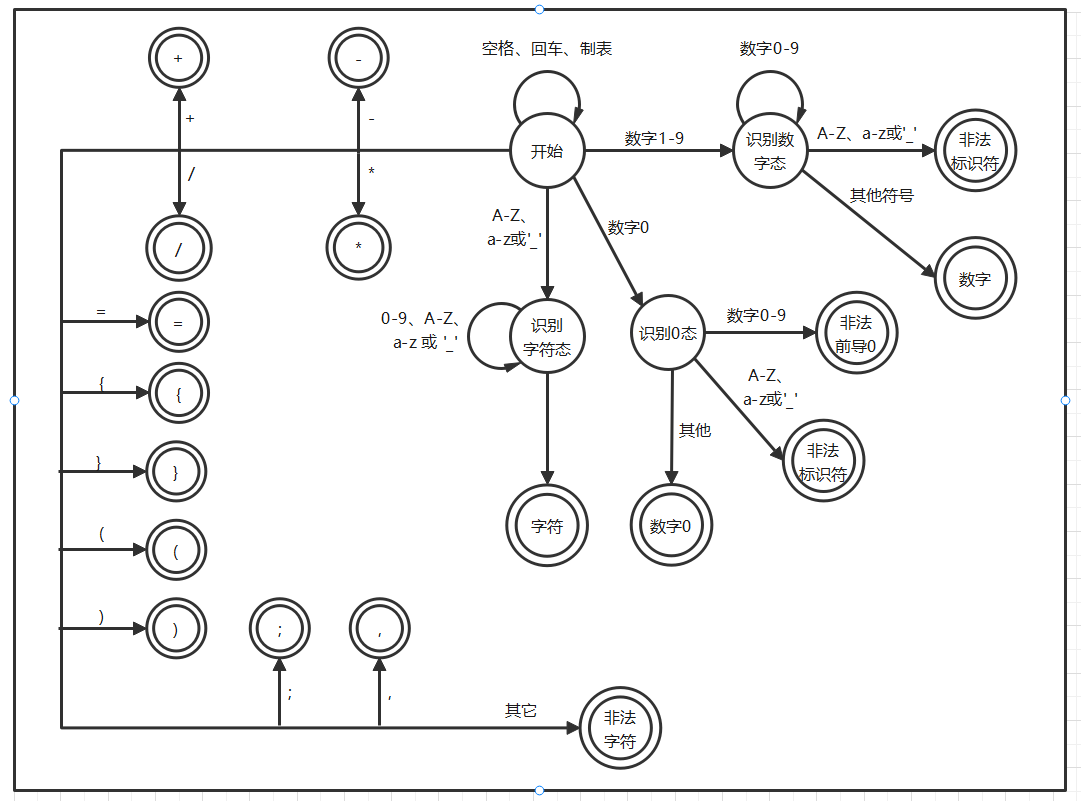 +
-
空格、回车、制表
数字0-9
+
-
开始
数字1-9
识别数
字态
A-Z、a-z或'_'
非法
标识符
/
*
其他符号
A-Z、
a-z或'_'
数字0
/
*
数字
=
=
0-9、A-Z、
a-z 或 '_'
识别
字符态
识别0态
数字0-9
非法
前导0
{
{
A-Z、
a-z或'_'
其他
非法
标识符
}
}
字符
数字0
(
(
)
)
;
,
;
,
其它
非法
字符